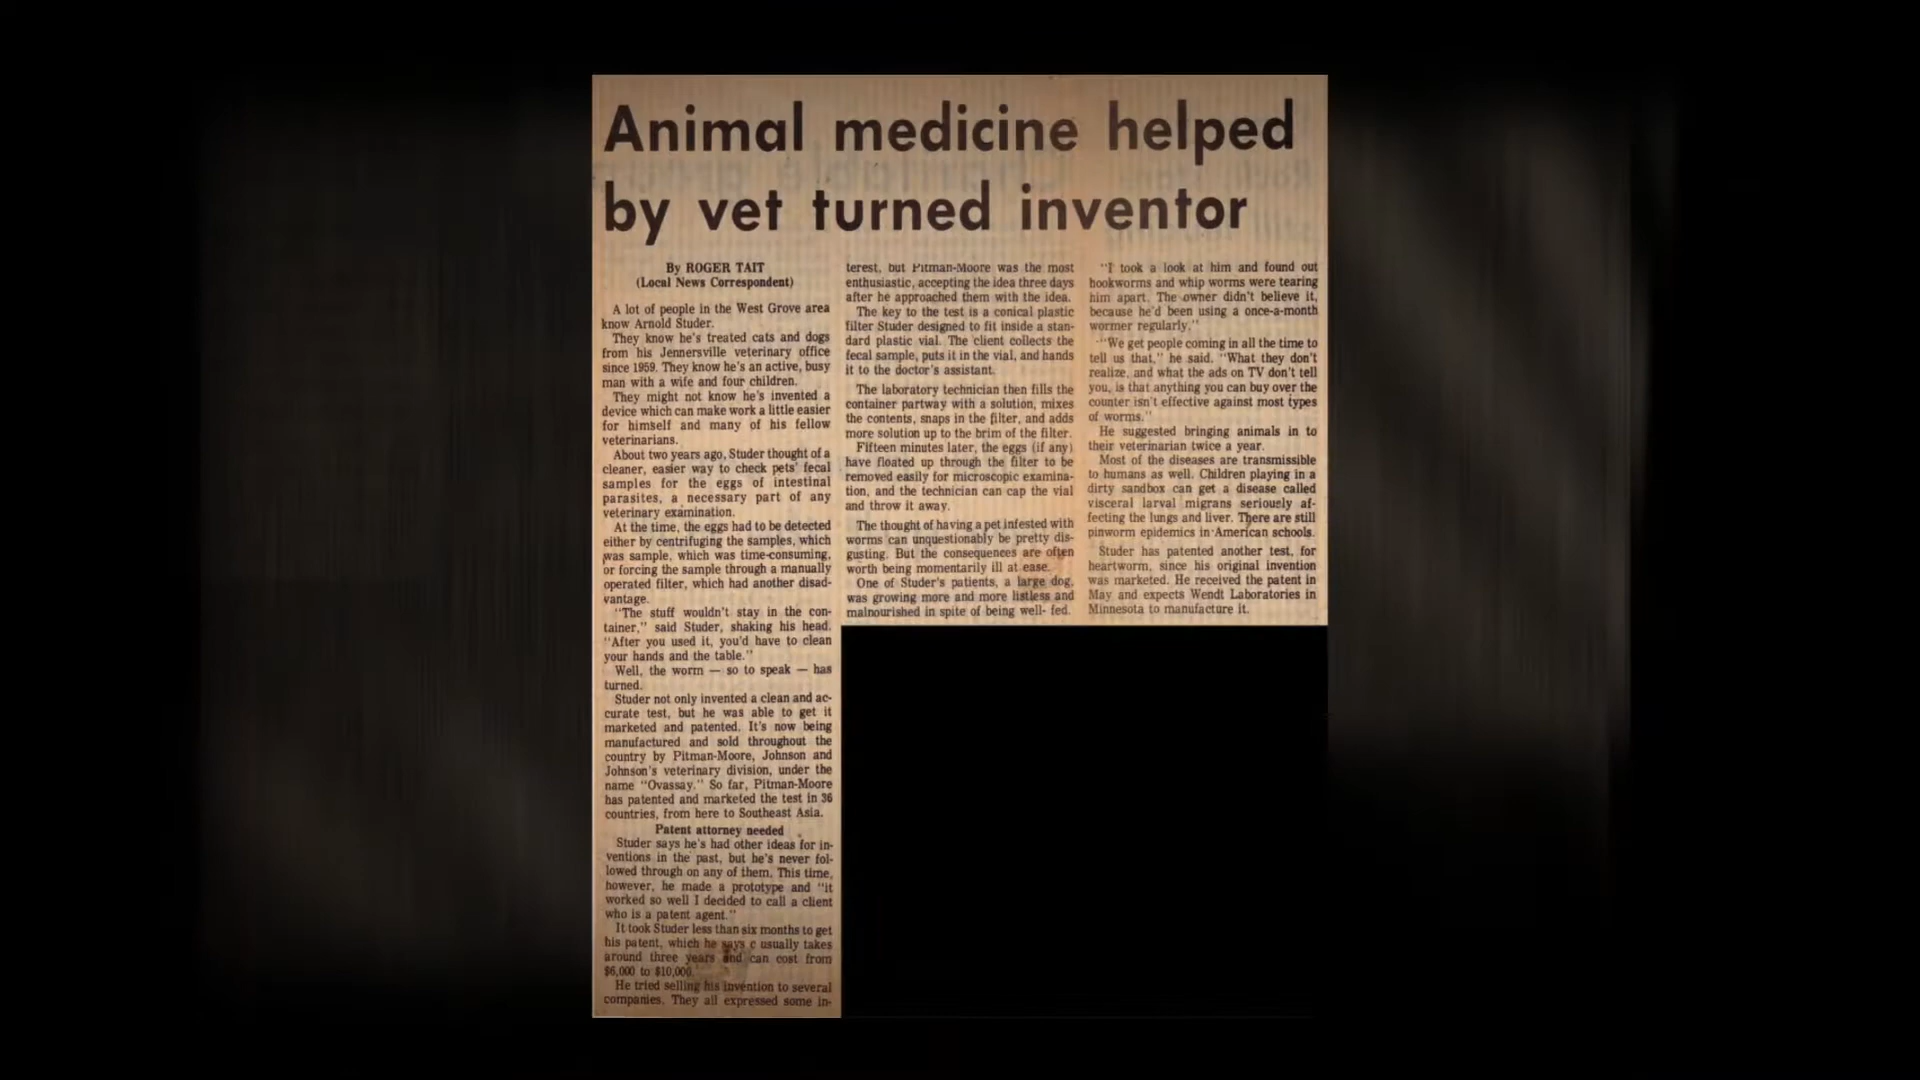 Animal medicine helped
by vet turned inventor
By ROGER TAIT
(Local News Correspondent)
A lot of people in the West Grove area
know Arnold Studer.
They know he's treated cats and dogs
from his Jennersville veterinary office
since 1959. They know he's an active, busy
man with a wife and four children.
They might not know he's invented a
device which can make work a little easier
for himself and many of his fellow
veterinarians.
About two years ago, Studer thought of a
cleaner, easier way to check pets' fecal
samples for the eggs of intestinal
parasites, a necessary part of any
veterinary examination.
At the time, the eggs had to be detected
either by centrifuging the samples, which
was sample, which was time-consuming,
or forcing the sample through a manually
operated filter, which had another disad-
vantage.
"The stuff wouldn't stay in the con-
tainer," said Studer, shaking his head.
"After you used it, you'd have to clean
your hands and the table."
Well, the worm — so to speak — has
turned.
Studer not only invented a clean and ac-
curate test, but he was able to get it
marketed and patented. It's now being
manufactured and sold throughout the
country by Pitman-Moore, Johnson and
Johnson's veterinary division, under the
name "Ovassay." So far, Pitman-Moore
has patented and marketed the test in 36
countries, from here to Southeast Asia.
Patent attorney needed
Studer says he's had other ideas for in-
ventions in the past, but he's never fol-
lowed through on any of them. This time,
however, he made a prototype and "it
worked so well I decided to call a client
who is a patent agent."
It took Studer less than six months to get
his patent, which he says c usually takes
around three years and can cost from
$6,000 to $10,000.
He tried selling his invention to several
companies. They all expressed some in-
terest, but Pitman-Moore was the most
enthusiastic, accepting the idea three days
after he approached them with the idea.
The key to the test is a conical plastic
filter Studer designed to fit inside a stan-
dard plastic vial. The client collects the
fecal sample, puts it in the vial, and hands
it to the doctor's assistant.
The laboratory technician then fills the
container partway with a solution, mixes
the contents, snaps in the filter, and adds
more solution up to the brim of the filter.
Fifteen minutes later, the eggs (if any)
have floated up through the filter to be
removed easily for microscopic examina-
tion, and the technician can cap the vial
and throw it away.
The thought of having a pet infested with
worms can unquestionably be pretty dis-
gusting. But the consequences are often
worth being momentarily ill at ease.
One of Studer's patients, a large dog,
was growing more and more listless and
malnourished in spite of being well- fed.
"I took a look at him and found out
hookworms and whip worms were tearing
him apart. The owner didn't believe it,
because he'd been using a once-a-month
wormer regularly."
"We get people coming in all the time to
tell us that," he said. "What they don't
realize, and what the ads on TV don't tell
you, is that anything you can buy over the
counter isn't effective against most types
of worms."
He suggested bringing animals in to
their veterinarian twice a year.
Most of the diseases are transmissible
to humans as well. Children playing in a
dirty sandbox can get a disease called
visceral larval migrans seriously af-
fecting the lungs and liver. There are still
pinworm epidemics in American schools.
Studer has patented another test, for
heartworm, since his original invention
was marketed. He received the patent in
May and expects Wendt Laboratories in
Minnesota to manufacture it.